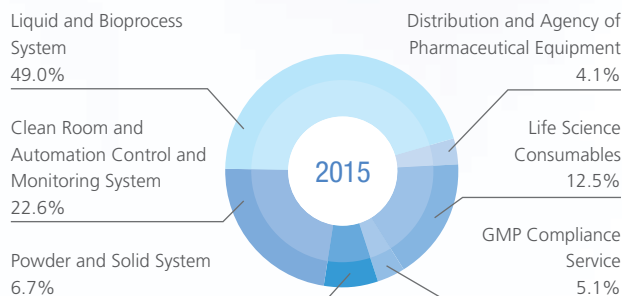 Liquid and Bioprocess
System
49.0%
Distribution and Agency of
Pharmaceutical Equipment
4.1%
Clean Room and
Automation Control and
Monitoring System
22.6%
2015
Life Science
Consumables
12.5%
GMP Compliance
Service
5.1%
Powder and Solid System
6.7%